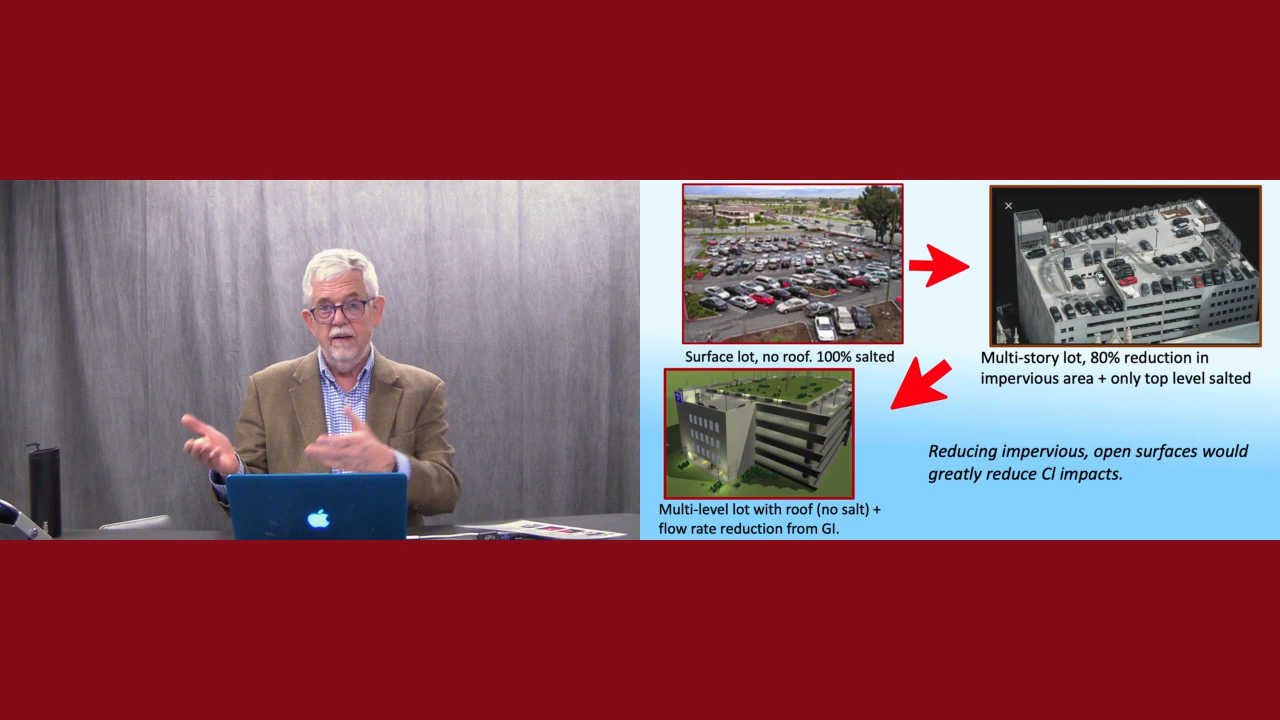 Surface lot, no roof. 100% salted
Multi-story lot, 80% reduction in
impervious area + only top level salted
Reducing impervious, open surfaces would
greatly reduce Cl impacts.
Multi-level lot with roof (no salt) +
flow rate reduction from GI.